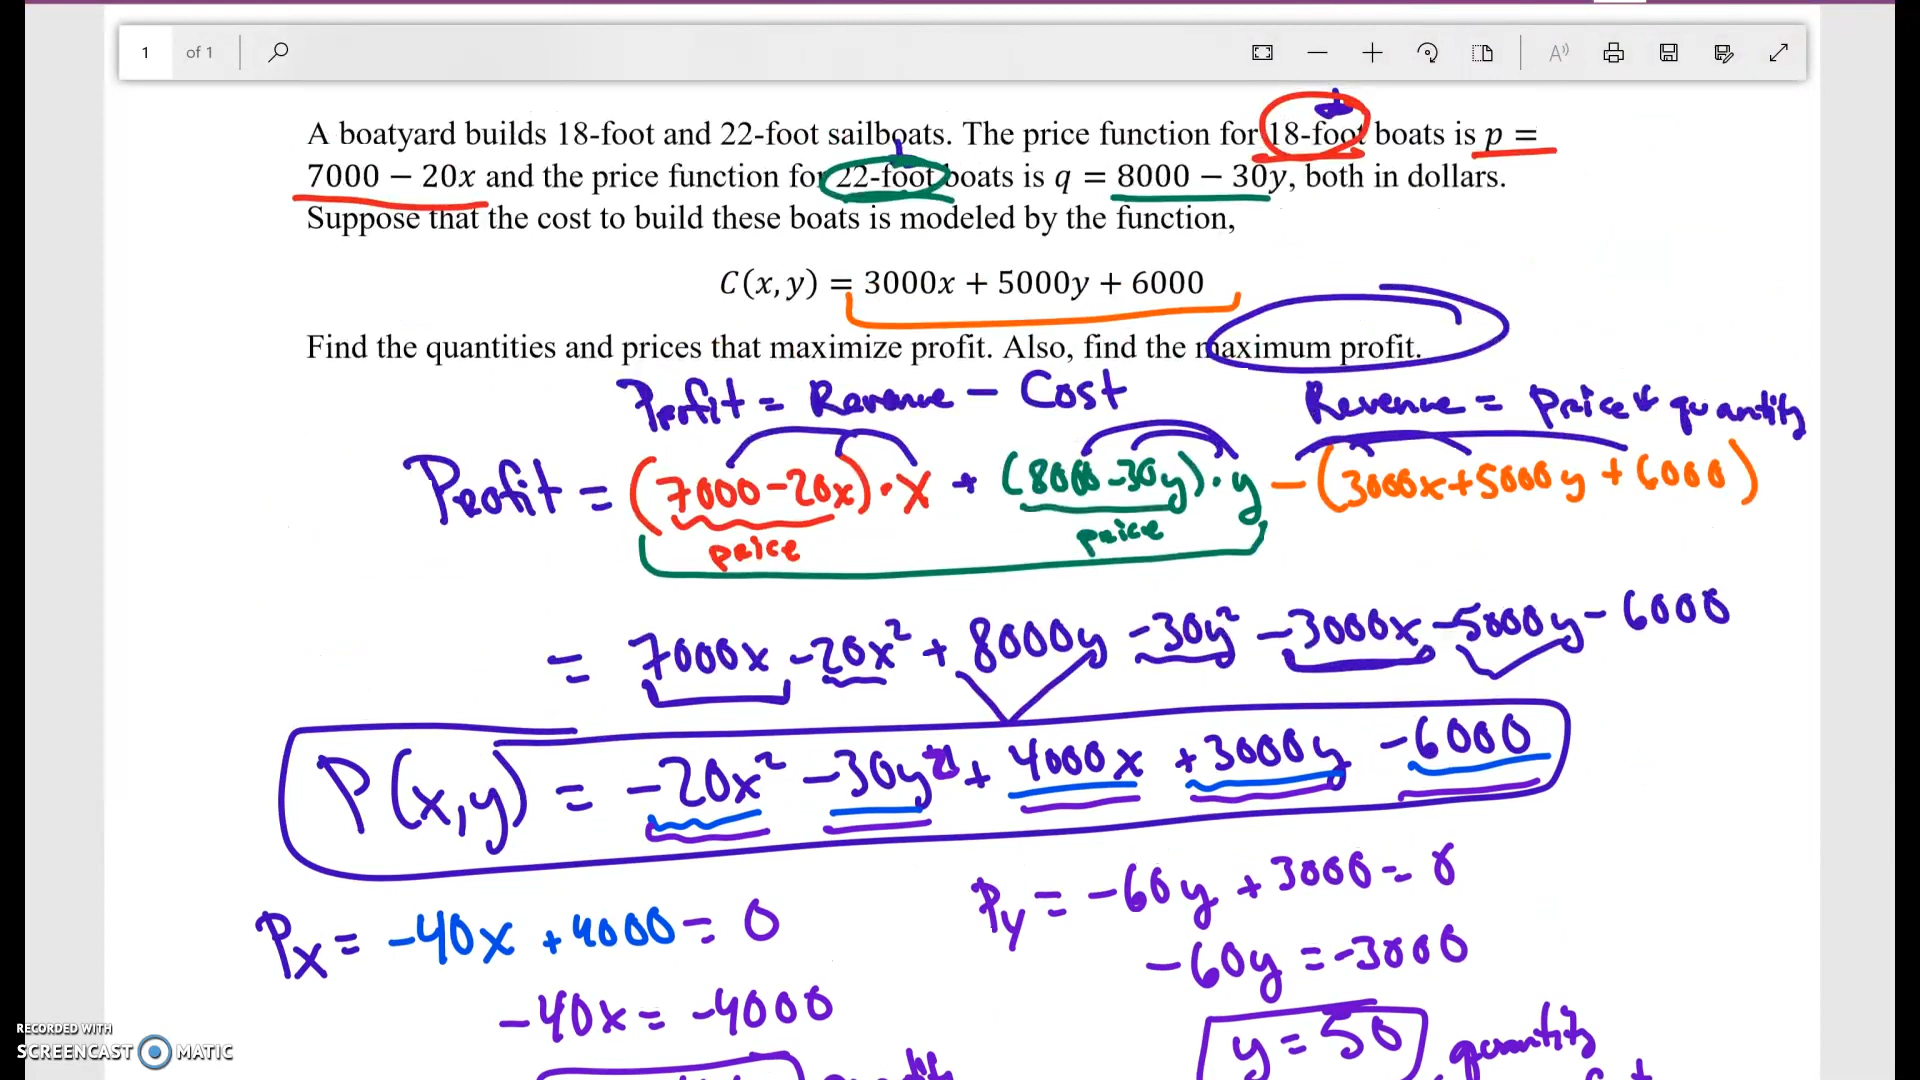 1 of 1
A boatyard builds 18-foot and 22-foot sailboats. The price function for 18-foot boats is p =
7000 − 20x and the price function for 22-foot boats is q = 8000 − 30y, both in dollars.
Suppose that the cost to build these boats is modeled by the function,
C(x, y) = 3000x + 5000y + 6000
Find the quantities and prices that maximize profit. Also, find the maximum profit.
Profit = Revenue − Cost
Revenue = price * quantity
Profit = (7000 − 20x) · x + (8000 − 30y) · y − (3000x + 5000y + 6000)
price price
= 7000x − 20x² + 8000y − 30y² − 3000x − 5000y − 6000
P(x,y) = −20x² − 30y² + 4000x + 3000y − 6000
Px = −40x + 4000 = 0
Py = −60y + 3000 = 0
−60y = −3000
−40x = −4000
y = 50 quantity
RECORDED WITH
SCREENCAST MATIC